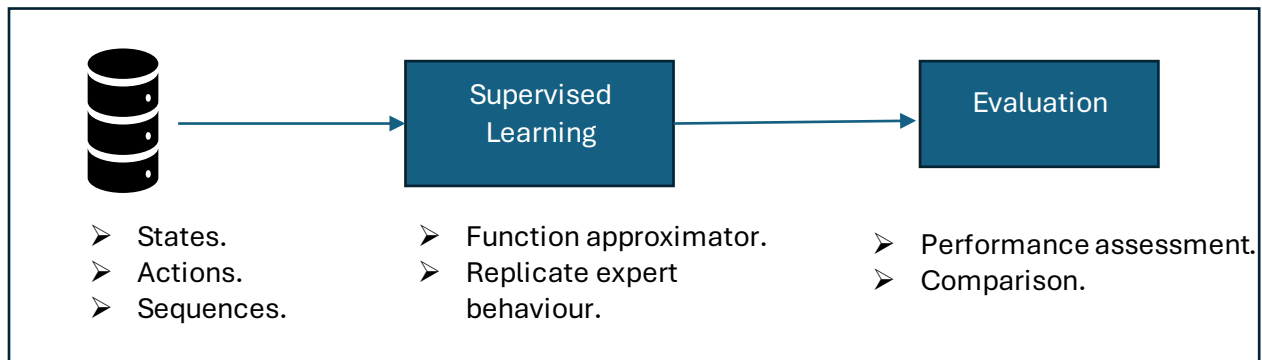 Supervised
Learning
Evaluation
➢ States.
➢ Actions.
➢ Sequences.
➢ Function approximator.
➢ Replicate expert
behaviour.
➢ Performance assessment.
➢ Comparison.